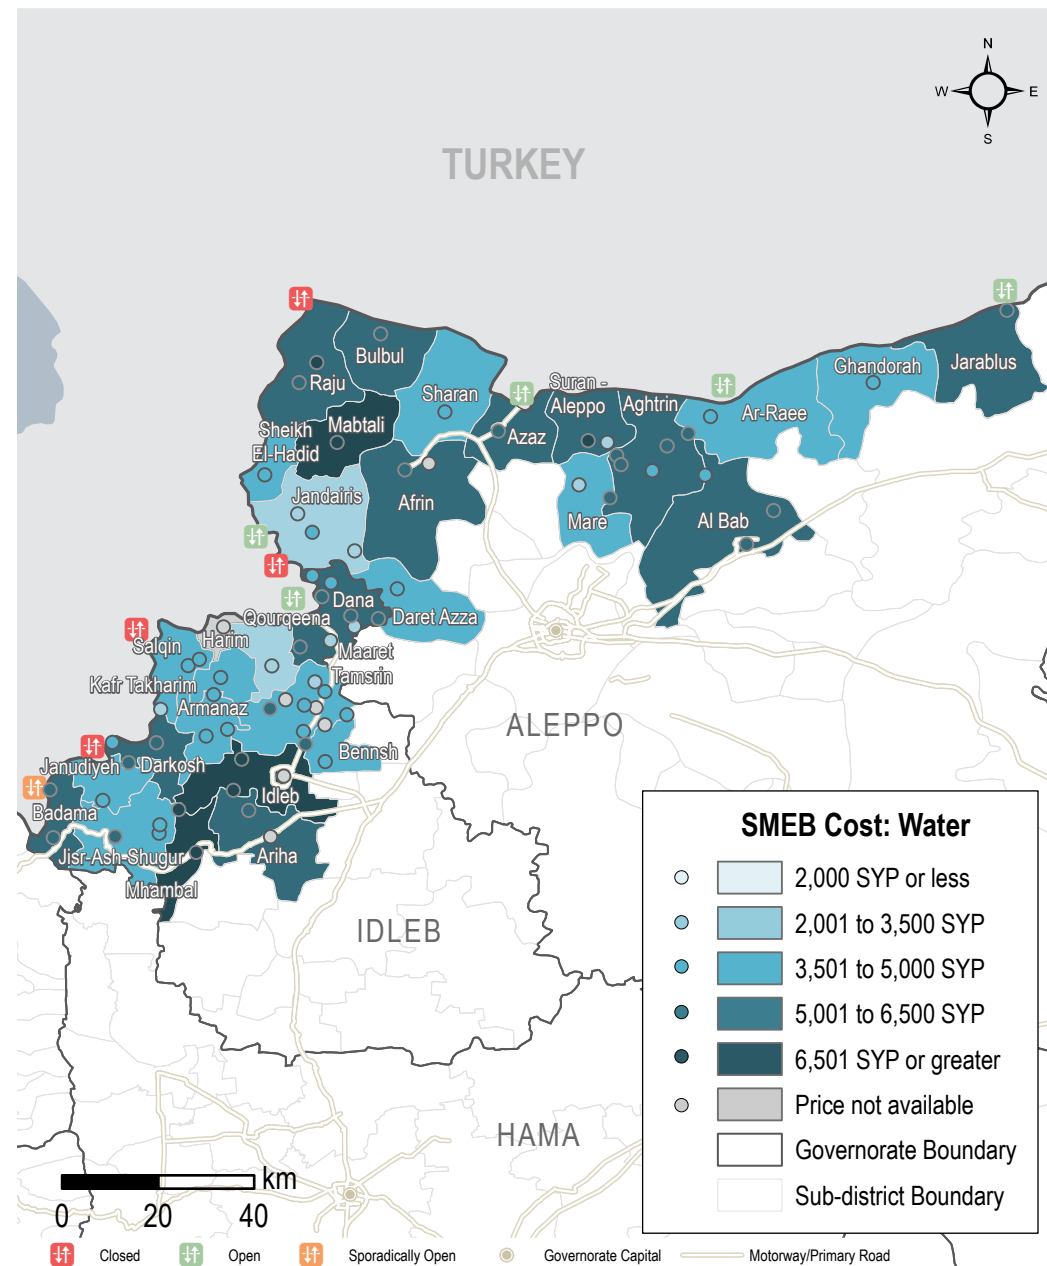 N
W
E
S
TURKEY
Bulbul
Raju
Sharan
Mabtali
Sheikh
El-Hadid
Suran -
Aleppo
Aghtrin
Azaz
Ghandorah
Jarablus
Ar-Raee
Jandairis
Afrin
Mare
Al Bab
Dana
Daret Azza
Qourqeena
Harim
Salqin
Maaret
Tamsrin
Kafr Takharim
Armanaz
ALEPPO
Bennsh
Janudiyeh
Darkosh
Idleb
Badama
Jisr-Ash-Shugur
Ariha
Mhambal
IDLEB
HAMA
SMEB Cost: Water
2,000 SYP or less
2,001 to 3,500 SYP
3,501 to 5,000 SYP
5,001 to 6,500 SYP
6,501 SYP or greater
Price not available
Governorate Boundary
Sub-district Boundary
km
0 20 40
Closed Open Sporadically Open Governorate Capital Motorway/Primary Road